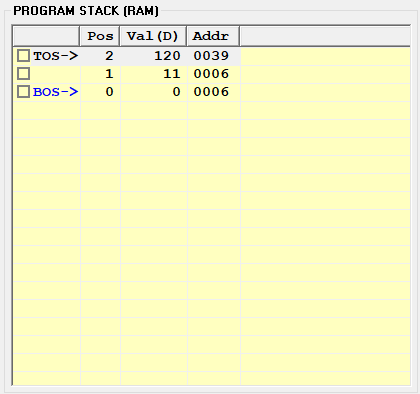 PROGRAM STACK (RAM)
Pos Val(D) Addr
TOS-> 2 120 0039
1 11 0006
BOS-> 0 0 0006